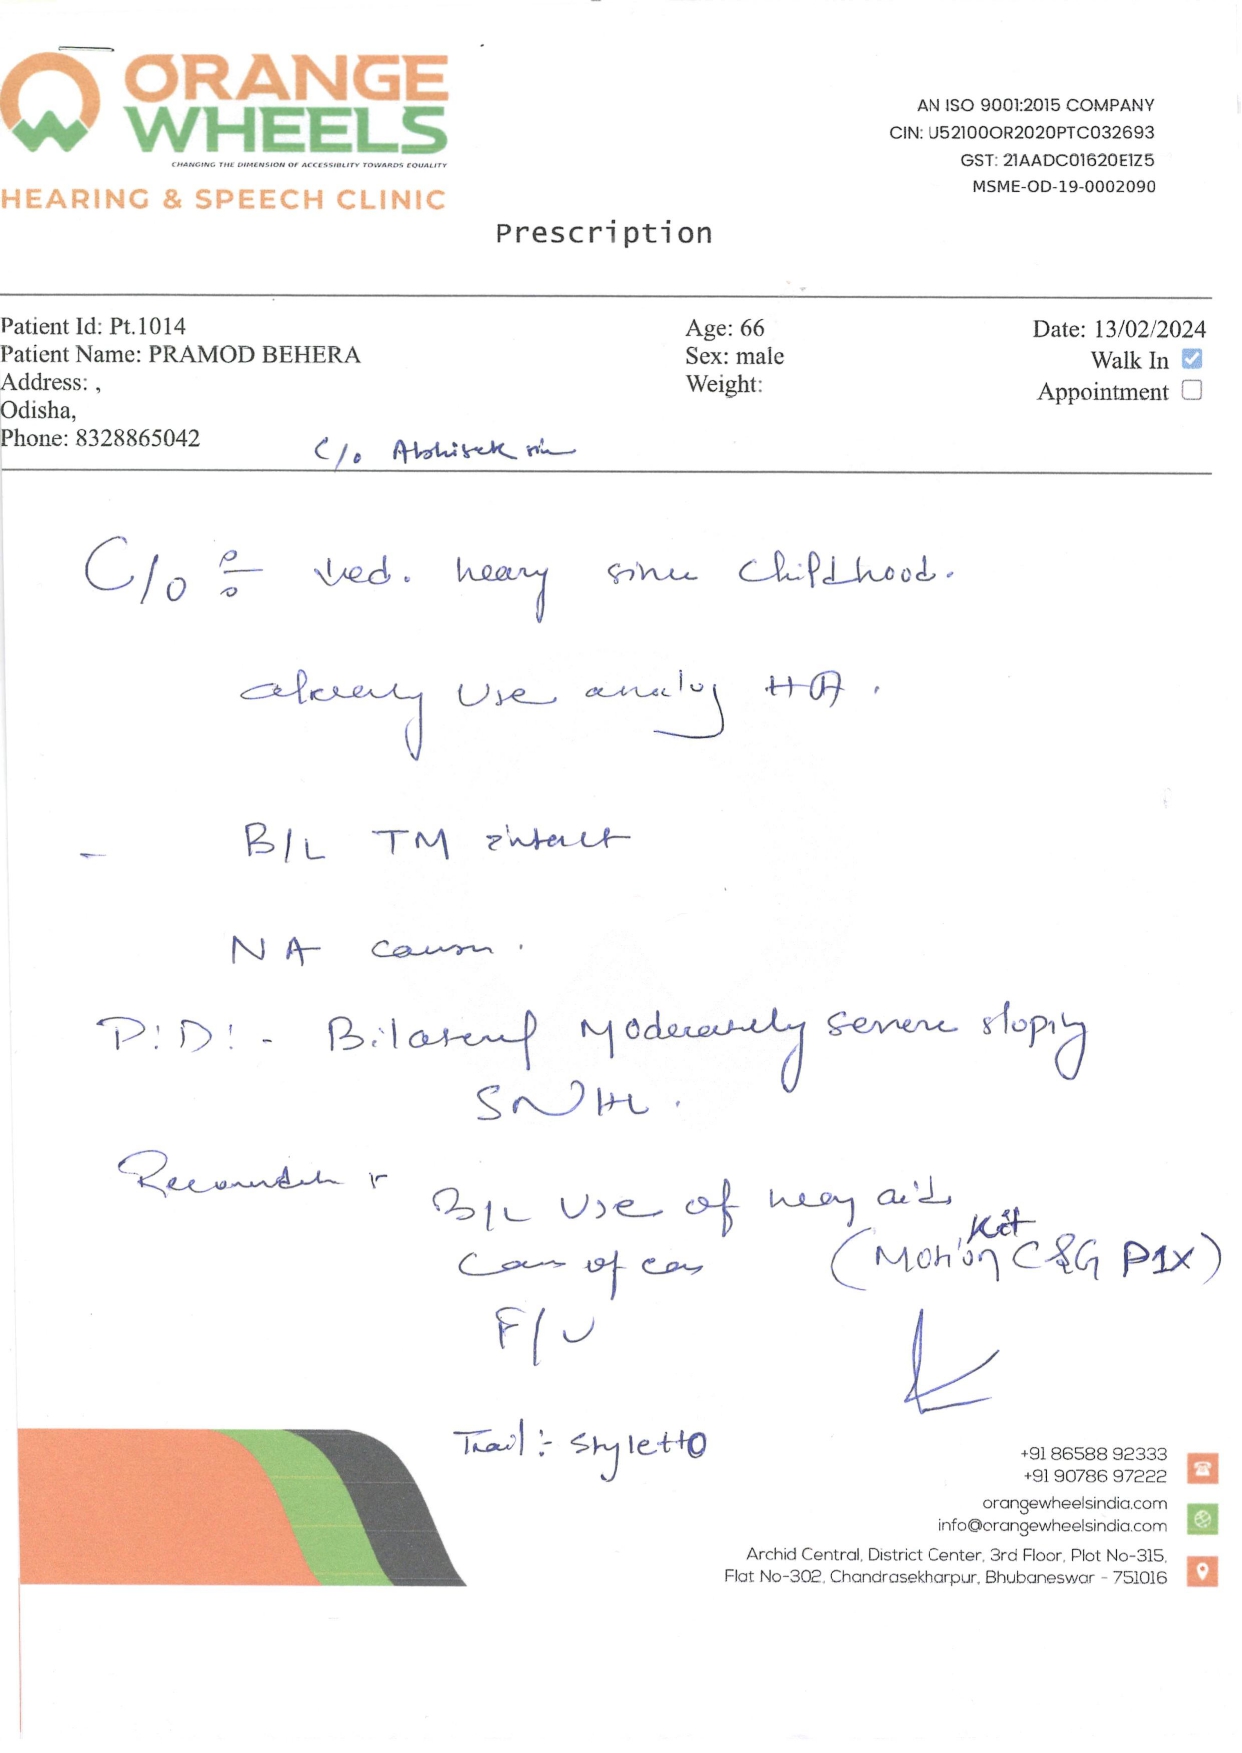 ORANGE
WHEELS
CHANGING THE DIMENSION OF ACCESSIBLITY TOWARDS EQUALITY
HEARING & SPEECH CLINIC
AN ISO 9001:2015 COMPANY
CIN: U52100OR2020PTC032693
GST: 21AADCO1620E1Z5
MSME-OD-19-0002090
Prescription
Patient Id: Pt.1014
Patient Name: PRAMOD BEHERA
Address: ,
Odisha,
Phone: 8328865042
Age: 66
Sex: male
Weight:
Date: 13/02/2024
Walk In
Appointment
C/o Abhisek sir
C/o ↓ed. hearing since childhood.
already use analog HA.
- B/L TM intact
NA cause.
P:D:- Bilateral Moderately severe sloping
SNHL.
B/L Use of hearing aid
Care of ear (Motion Kit C&G P1X)
F/U
Trail :- Styletto
+91 86588 92333
+91 90786 97222
orangewheelsindia.com
info@orangewheelsindia.com
Archid Central, District Center, 3rd Floor, Plot No-315,
Flat No-302, Chandrasekharpur, Bhubaneswar - 751016